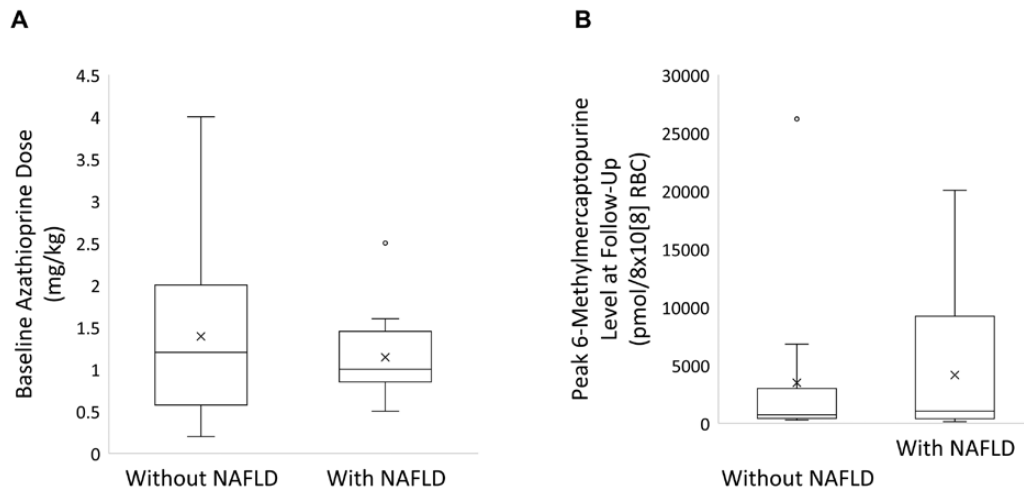 A
Baseline Azathioprine Dose
(mg/kg)
4.5
4
3.5
3
2.5
2
1.5
1
0.5
0
Without NAFLD
With NAFLD
B
Peak 6-Methylmercaptopurine
Level at Follow-Up
(pmol/8x10[8] RBC)
30000
25000
20000
15000
10000
5000
0
Without NAFLD
With NAFLD